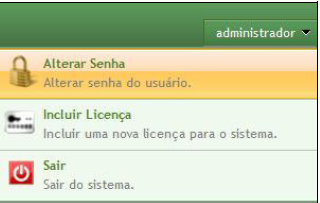 administrador
Alterar Senha
Alterar senha do usuário.
Incluir Licença
Incluir uma nova licença para o sistema.
Sair
Sair do sistema.